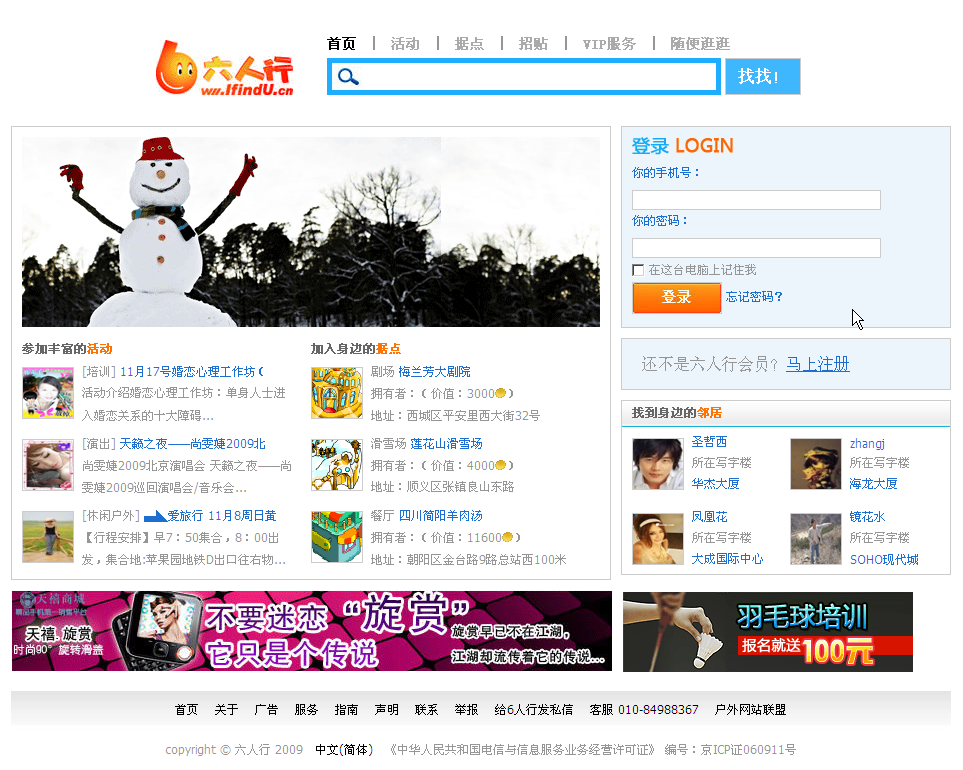 六人行
www.IfindU.cn
首页 | 活动 | 据点 | 招贴 | VIP服务 | 随便逛逛
找找!
登录 LOGIN
你的手机号:
你的密码:
在这台电脑上记住我
登录 忘记密码?
还不是六人行会员? 马上注册
参加丰富的活动
[培训] 11月17号婚恋心理工作坊(
活动介绍婚恋心理工作坊:单身人士进
入婚恋关系的十大障碍...
[演出] 天籁之夜——尚雯婕2009北
尚雯婕2009北京演唱会 天籁之夜——尚
雯婕2009巡回演唱会/音乐会...
[休闲户外] 爱旅行 11月8周日黄
【行程安排】早7:50集合,8:00出
发,集合地:苹果园地铁D出口往右物...
加入身边的据点
剧场 梅兰芳大剧院
拥有者:(价值:3000)
地址:西城区平安里西大街32号
滑雪场 莲花山滑雪场
拥有者:(价值:4000)
地址:顺义区张镇良山东路
餐厅 四川简阳羊肉汤
拥有者:(价值:11600)
地址:朝阳区金台路9路总站西100米
找到身边的邻居
圣哲西
所在写字楼
华杰大厦
zhangj
所在写字楼
海龙大厦
凤凰花
所在写字楼
大成国际中心
镜花水
所在写字楼
SOHO现代城
天禧商城
精品手机第一销售平台
天禧.旋赏
时尚90°旋转滑盖
不要迷恋“旋赏”
它只是个传说
旋赏早已不在江湖,
江湖却流传着它的传说...
羽毛球培训
报名就送100元
首页 关于 广告 服务 指南 声明 联系 举报 给6人行发私信 客服 010-84988367 户外网站联盟
copyright © 六人行 2009 中文(简体) 《中华人民共和国电信与信息服务业务经营许可证》 编号:京ICP证060911号